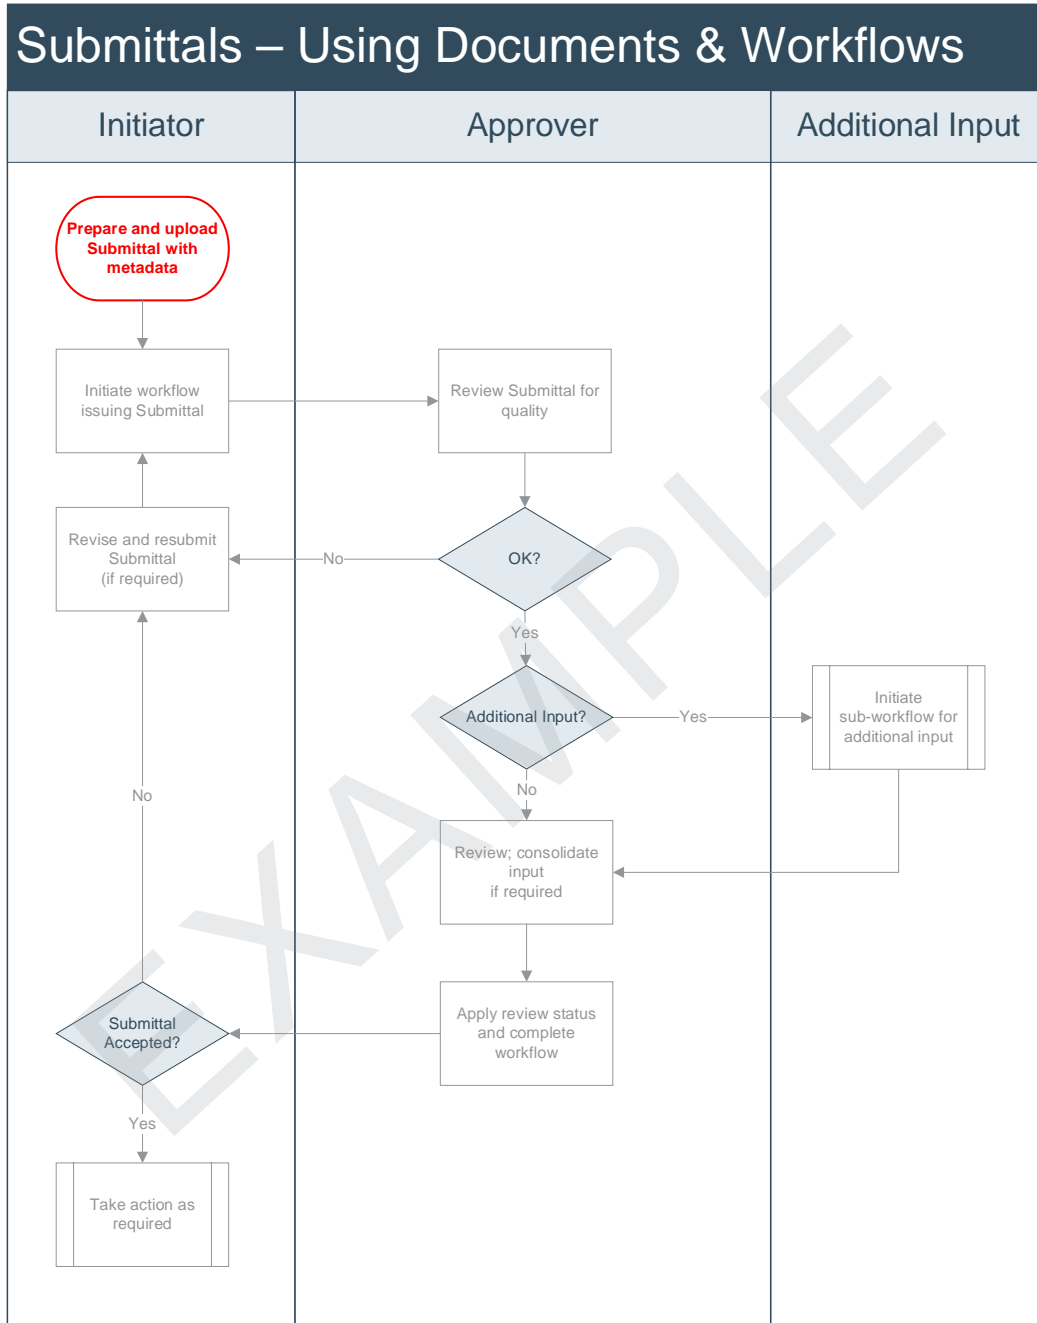 Submittals – Using Documents & Workflows
Initiator
Approver
Additional Input
Prepare and upload
Submittal with
metadata
Initiate workflow
issuing Submittal
Review Submittal for
quality
Revise and resubmit
Submittal
(if required)
No
OK?
Yes
Additional Input?
Yes
Initiate
sub-workflow for
additional input
No
No
Review; consolidate
input
if required
Submittal
Accepted?
Apply review status
and complete
workflow
Yes
Take action as
required
EXAMPLE